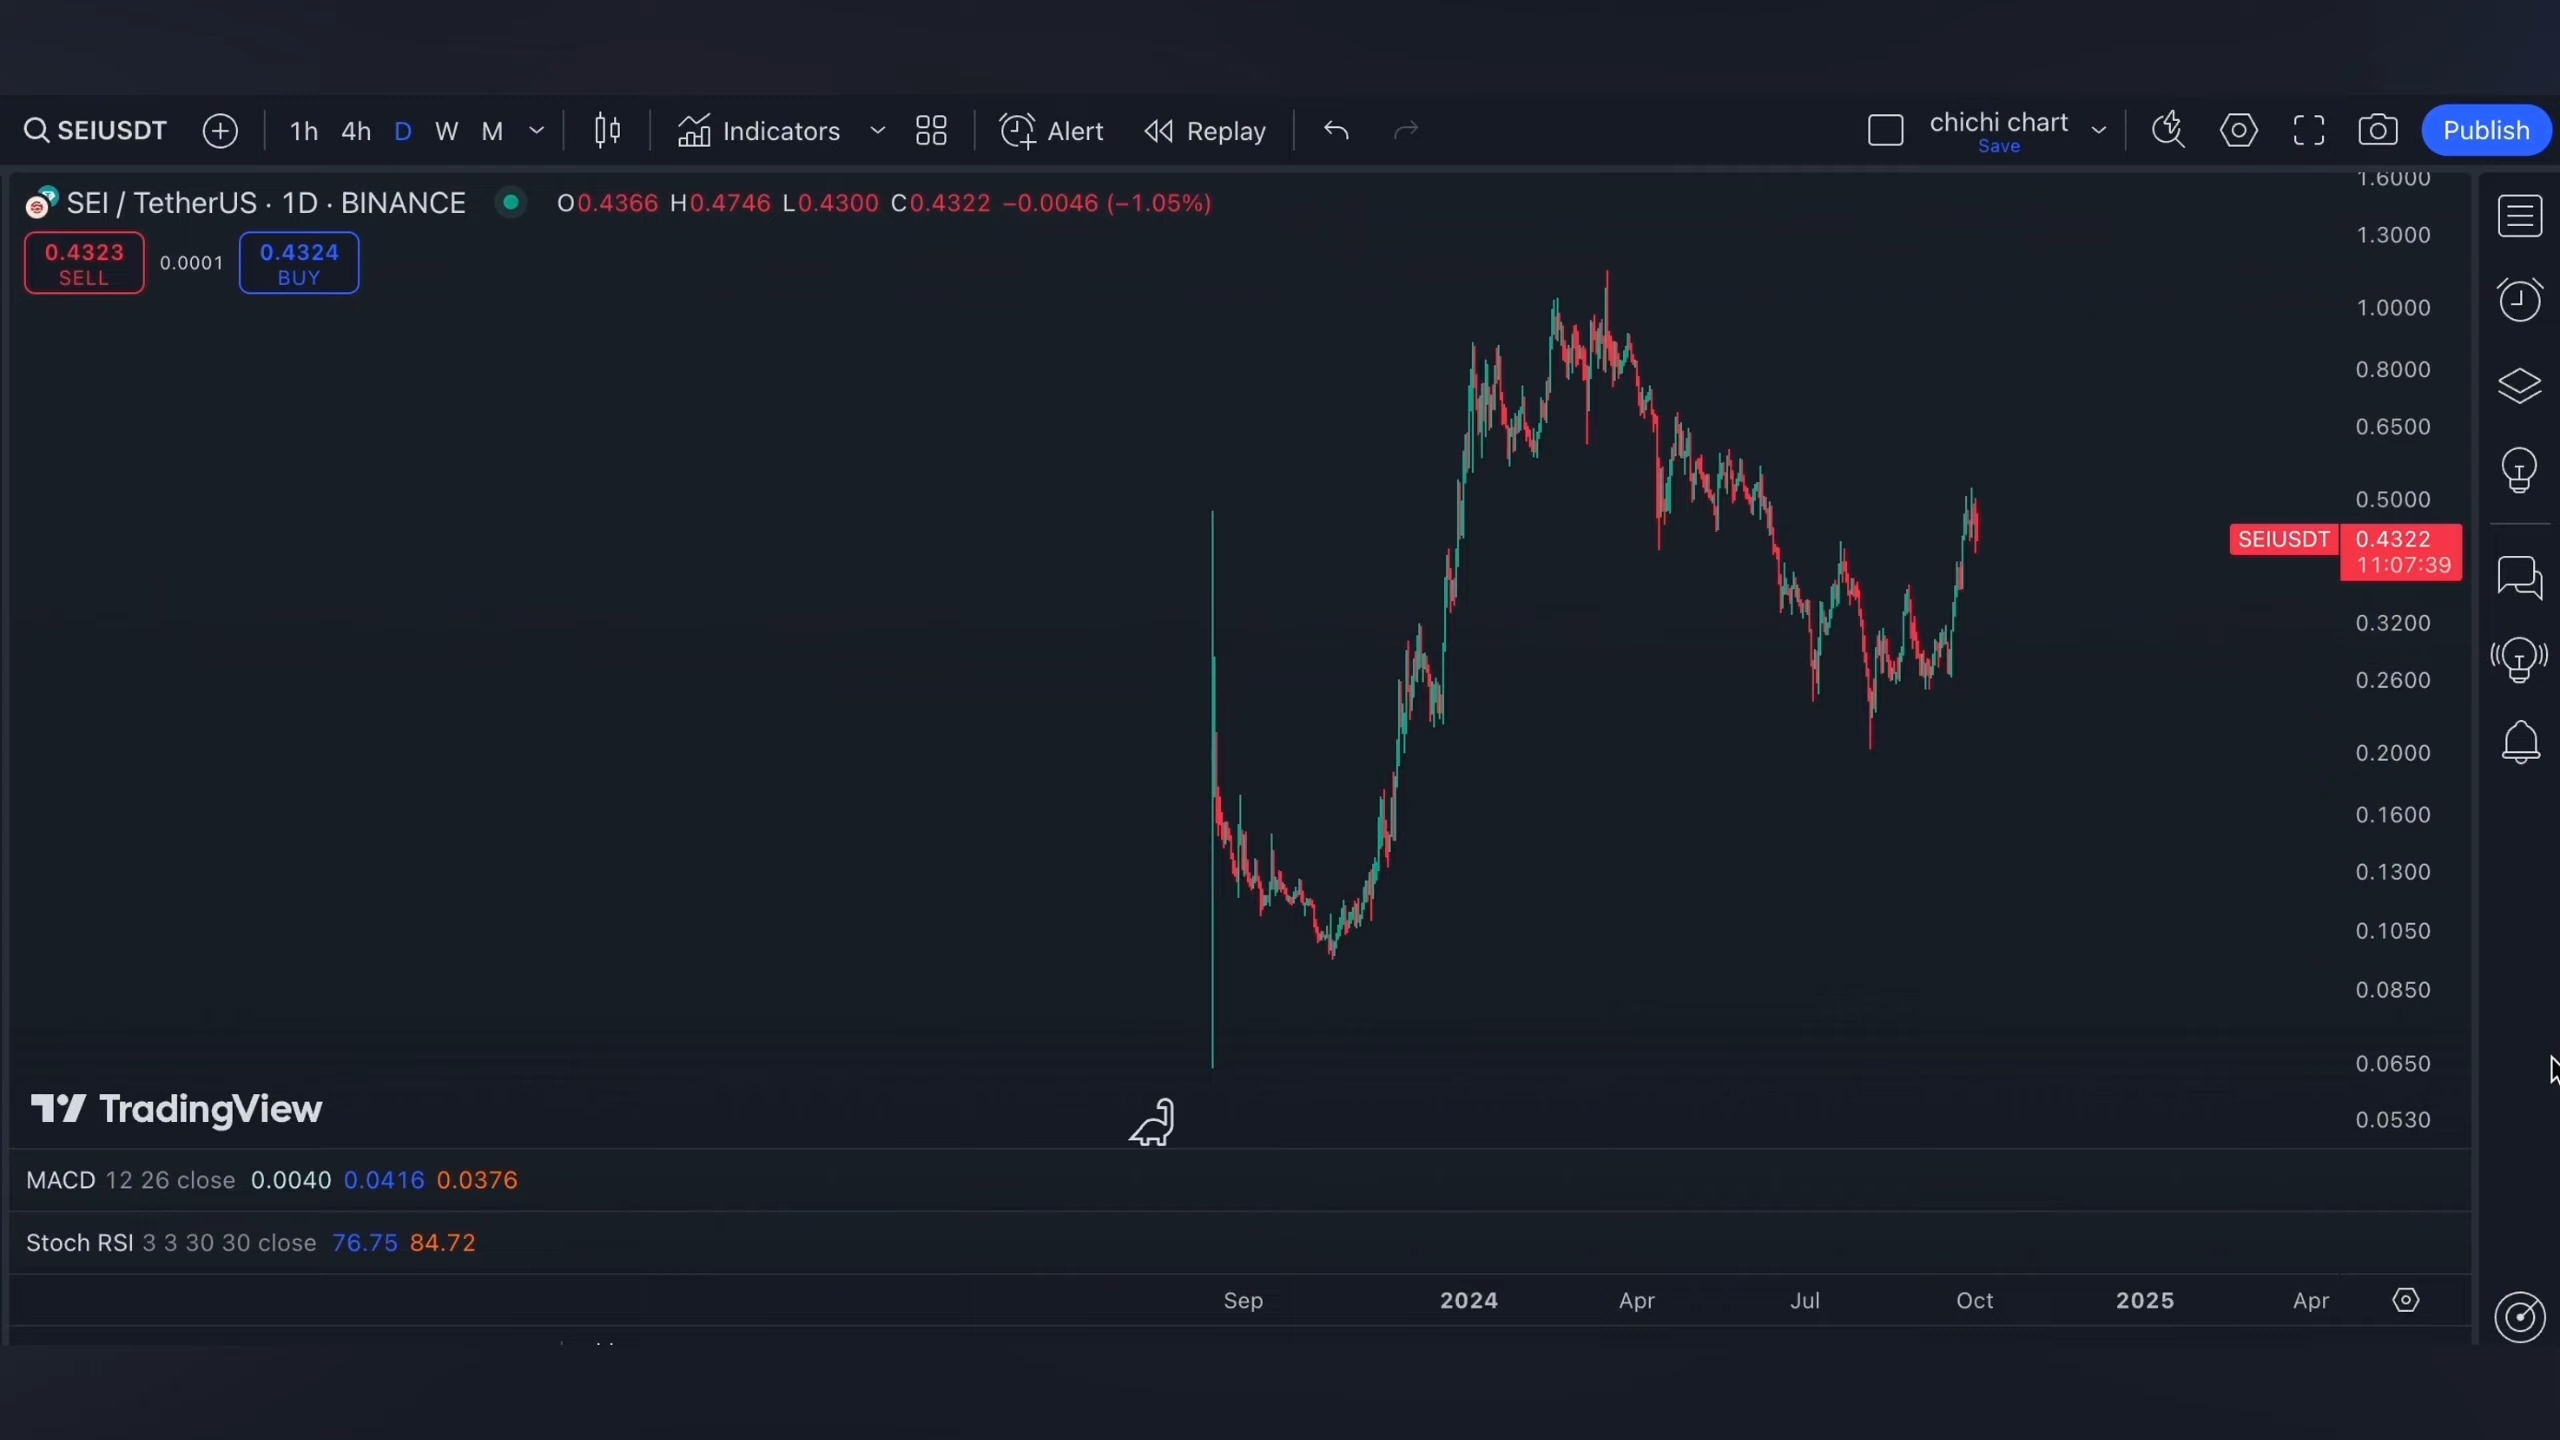 SEIUSDT 1h 4h D W M Indicators Alert Replay chichi chart Save Publish
SEI / TetherUS · 1D · BINANCE O0.4366 H0.4746 L0.4300 C0.4322 −0.0046 (−1.05%)
0.4323 SELL 0.0001 0.4324 BUY
1.6000
1.3000
1.0000
0.8000
0.6500
0.5000
SEIUSDT 0.4322
11:07:39
0.3200
0.2600
0.2000
0.1600
0.1300
0.1050
0.0850
0.0650
0.0530
TradingView
MACD 12 26 close 0.0040 0.0416 0.0376
Stoch RSI 3 3 30 30 close 76.75 84.72
Sep 2024 Apr Jul Oct 2025 Apr